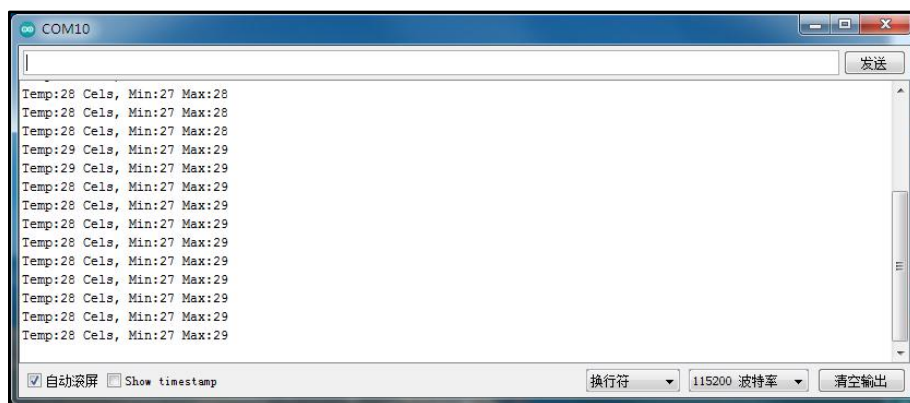 COM10
发送
Temp:28 Cels, Min:27 Max:28
Temp:28 Cels, Min:27 Max:28
Temp:28 Cels, Min:27 Max:28
Temp:29 Cels, Min:27 Max:29
Temp:29 Cels, Min:27 Max:29
Temp:28 Cels, Min:27 Max:29
Temp:28 Cels, Min:27 Max:29
Temp:28 Cels, Min:27 Max:29
Temp:28 Cels, Min:27 Max:29
Temp:28 Cels, Min:27 Max:29
Temp:28 Cels, Min:27 Max:29
Temp:28 Cels, Min:27 Max:29
Temp:28 Cels, Min:27 Max:29
Temp:28 Cels, Min:27 Max:29
自动滚屏 Show timestamp 换行符 115200 波特率 清空输出